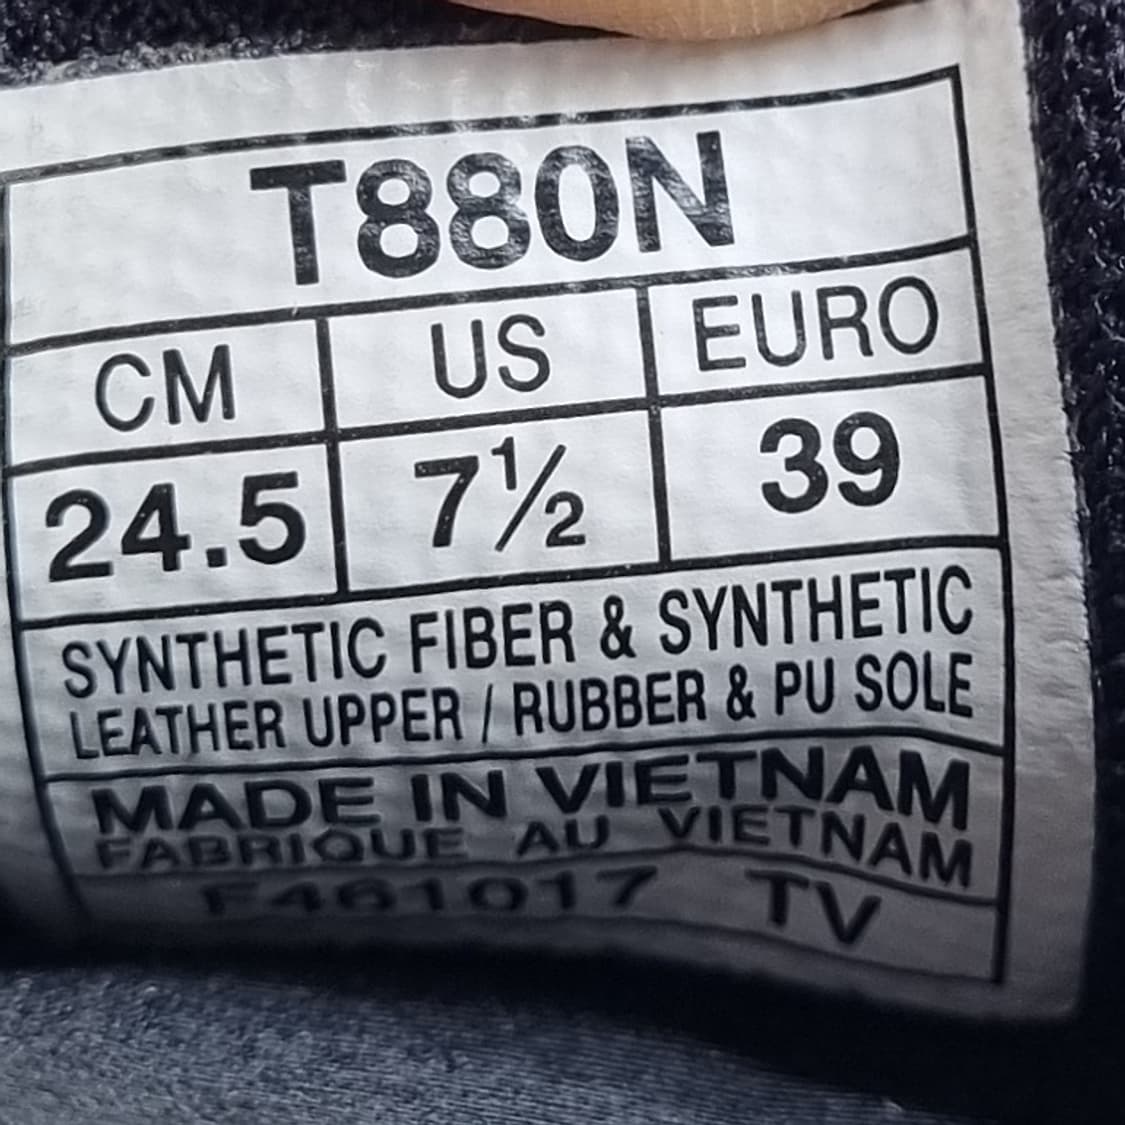 T880N
CM US EURO
24.5 7½ 39
SYNTHETIC FIBER & SYNTHETIC
LEATHER UPPER / RUBBER & PU SOLE
MADE IN VIETNAM
FABRIQUE AU VIETNAM
F461017 TV